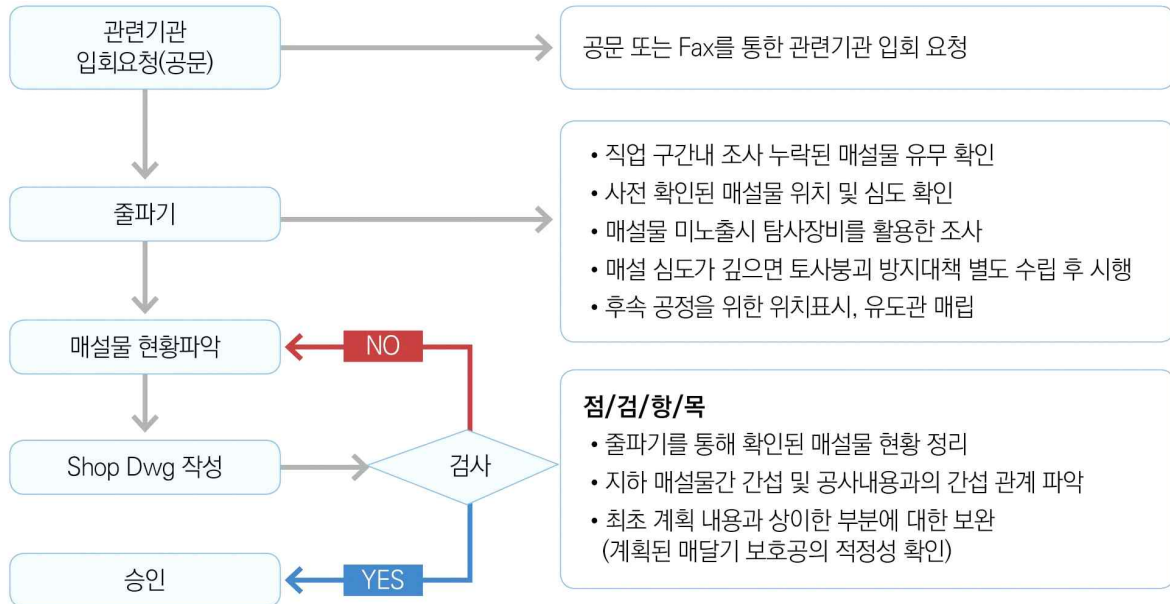 관련기관
입회요청(공문)
공문 또는 Fax를 통한 관련기관 입회 요청
줄파기
• 직업 구간내 조사 누락된 매설물 유무 확인
• 사전 확인된 매설물 위치 및 심도 확인
• 매설물 미노출시 탐사장비를 활용한 조사
• 매설 심도가 깊으면 토사붕괴 방지대책 별도 수립 후 시행
• 후속 공정을 위한 위치표시, 유도관 매립
매설물 현황파악
NO
Shop Dwg 작성
검사
점/검/항/목
• 줄파기를 통해 확인된 매설물 현황 정리
• 지하 매설물간 간섭 및 공사내용과의 간섭 관계 파악
• 최초 계획 내용과 상이한 부분에 대한 보완
(계획된 매달기 보호공의 적정성 확인)
승인
YES